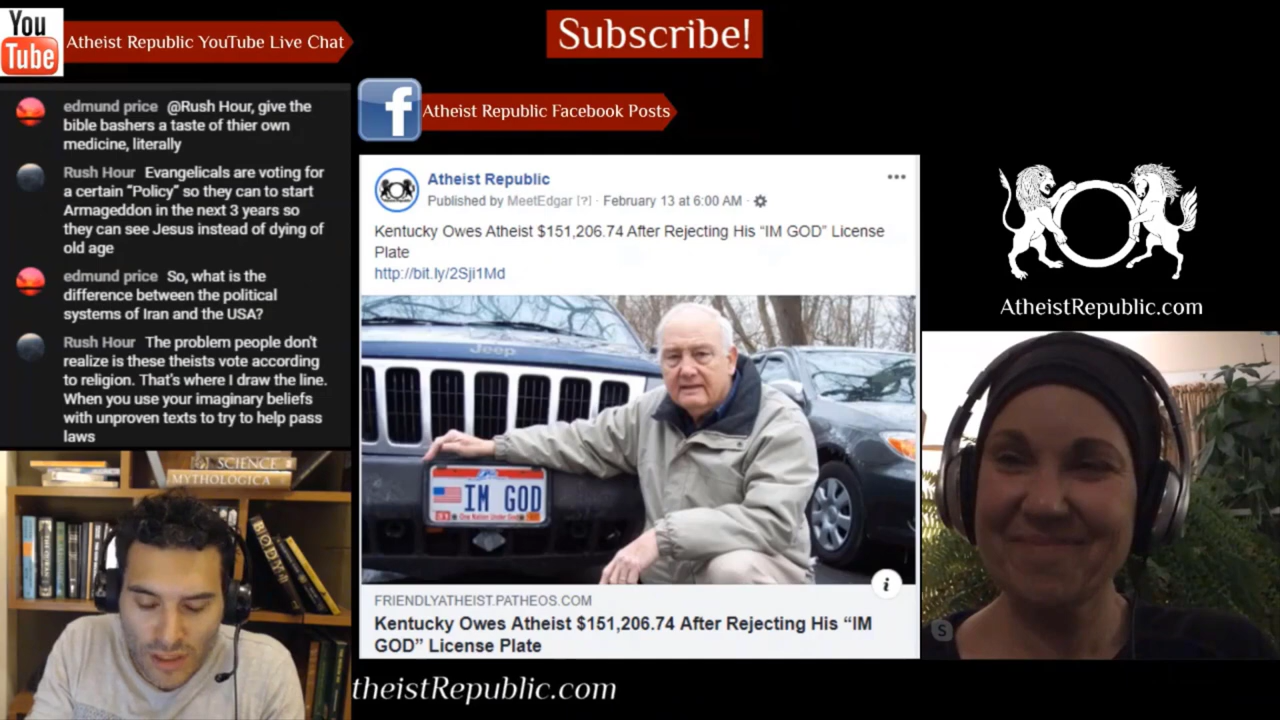 You
Tube
Atheist Republic YouTube Live Chat
Subscribe!
edmund price @Rush Hour, give the
bible bashers a taste of thier own
medicine, literally
Rush Hour Evangelicals are voting for
a certain “Policy” so they can to start
Armageddon in the next 3 years so
they can see Jesus instead of dying of
old age
edmund price So, what is the
difference between the political
systems of Iran and the USA?
Rush Hour The problem people don't
realize is these theists vote according
to religion. That's where I draw the line.
When you use your imaginary beliefs
with unproven texts to try to help pass
laws
f
Atheist Republic Facebook Posts
Atheist Republic
Published by MeetEdgar [?] · February 13 at 6:00 AM ·
Kentucky Owes Atheist $151,206.74 After Rejecting His “IM GOD” License
Plate
http://bit.ly/2Sji1Md
Jeep
IM GOD
One Nation Under God
i
FRIENDLYATHEIST.PATHEOS.COM
Kentucky Owes Atheist $151,206.74 After Rejecting His “IM
GOD” License Plate
AtheistRepublic.com
SCIENCE
MYTHOLOGICA
BODY
S
theistRepublic.com